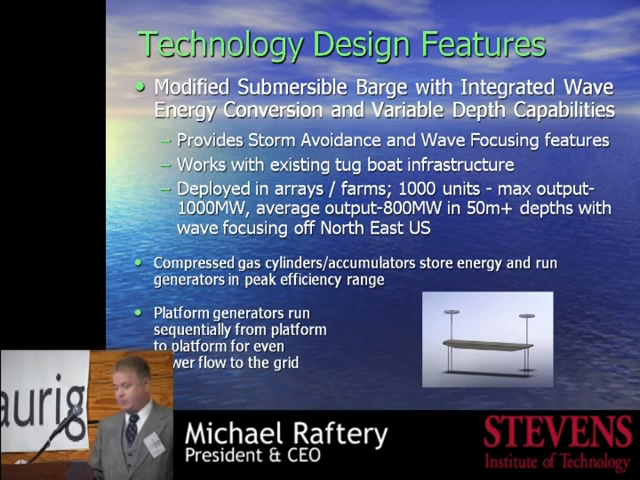 Technology Design Features
• Modified Submersible Barge with Integrated Wave
Energy Conversion and Variable Depth Capabilities
– Provides Storm Avoidance and Wave Focusing features
– Works with existing tug boat infrastructure
– Deployed in arrays / farms; 1000 units - max output-
1000MW, average output-800MW in 50m+ depths with
wave focusing off North East US
• Compressed gas cylinders/accumulators store energy and run
generators in peak efficiency range
• Platform generators run
sequentially from platform
to platform for even
wer flow to the grid
aurig
Michael Raftery
President & CEO
STEVENS
Institute of Technology